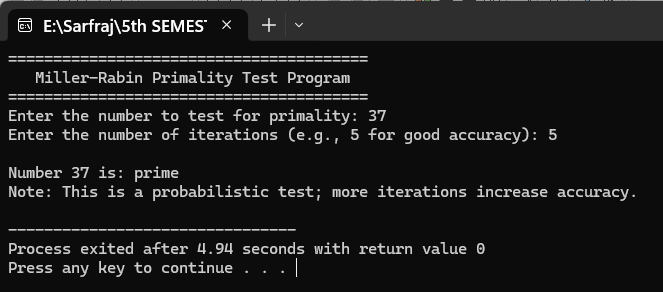 E:\Sarfraj\5th SEMES
========================================
Miller-Rabin Primality Test Program
========================================
Enter the number to test for primality: 37
Enter the number of iterations (e.g., 5 for good accuracy): 5
Number 37 is: prime
Note: This is a probabilistic test; more iterations increase accuracy.
--------------------------------
Process exited after 4.94 seconds with return value 0
Press any key to continue . . .